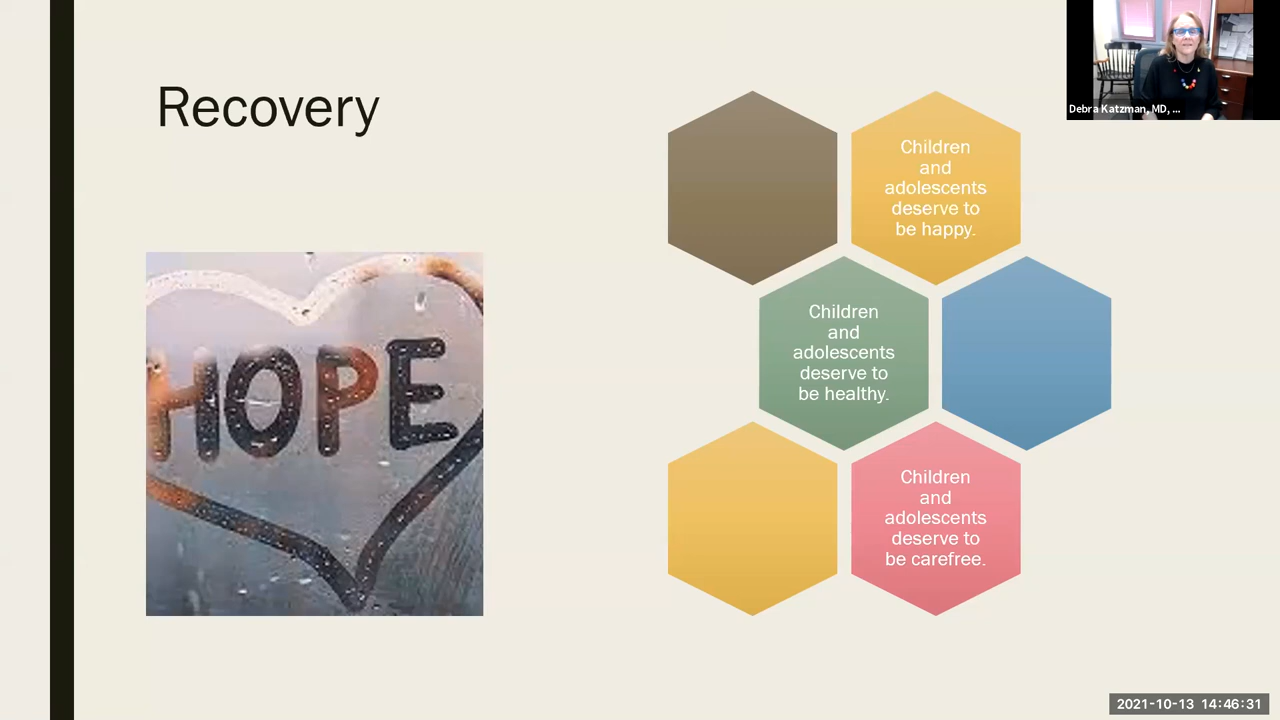 Recovery
HOPE
Children
and
adolescents
deserve to
be happy.
Children
and
adolescents
deserve to
be healthy.
Children
and
adolescents
deserve to
be carefree.
Debra Katzman, MD, ...
2021-10-13 14:46:31